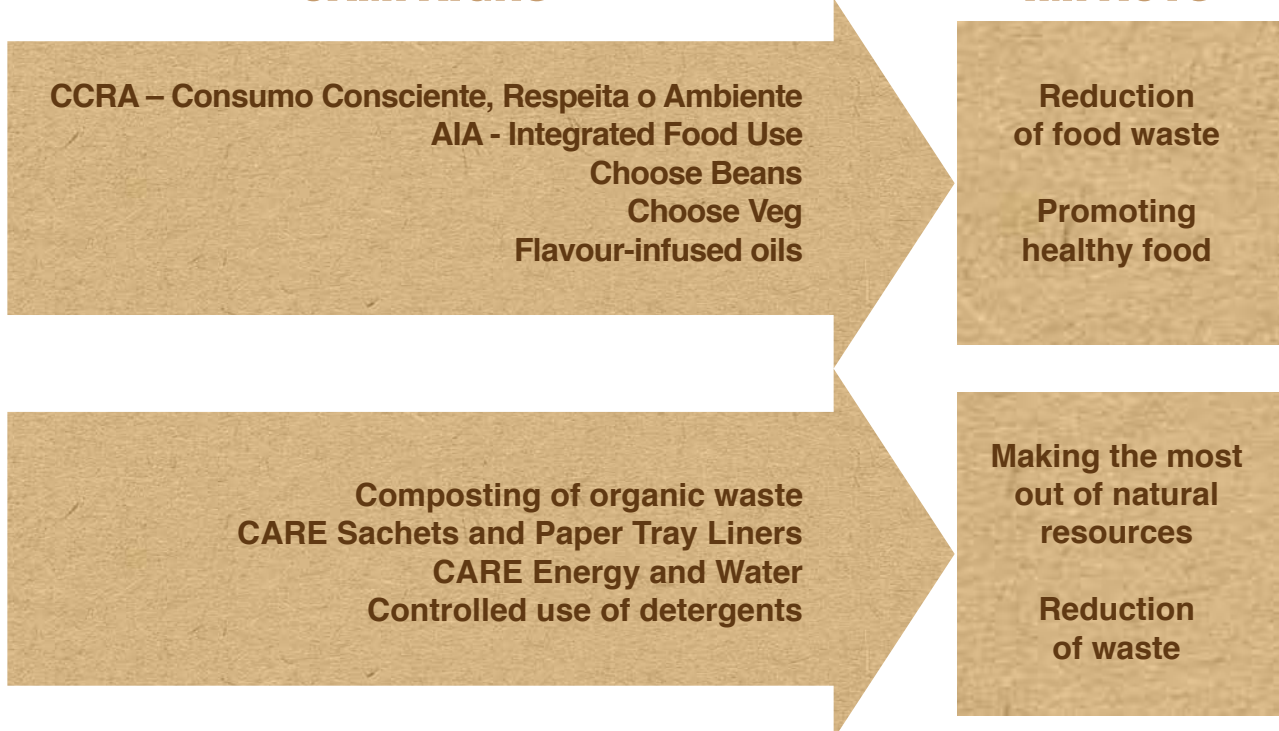 CCRA – Consumo Consciente, Respeita o Ambiente
AIA - Integrated Food Use
Choose Beans
Choose Veg
Flavour-infused oils
Reduction
of food waste
Promoting
healthy food
Composting of organic waste
CARE Sachets and Paper Tray Liners
CARE Energy and Water
Controlled use of detergents
Making the most
out of natural
resources
Reduction
of waste